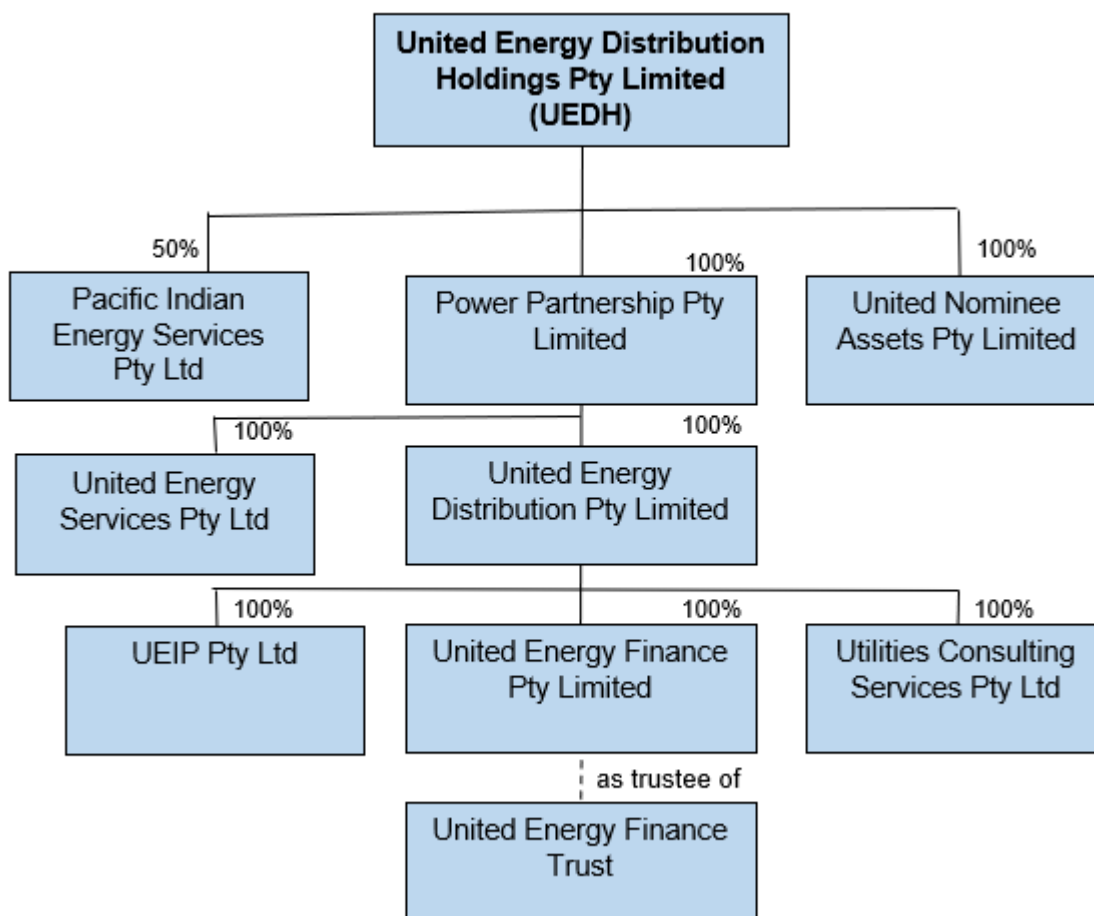 United Energy Distribution
Holdings Pty Limited
(UEDH)
50%
100%
100%
Pacific Indian
Energy Services
Pty Ltd
Power Partnership Pty
Limited
United Nominee
Assets Pty Limited
100%
100%
United Energy
Services Pty Ltd
United Energy
Distribution Pty Limited
100%
100%
100%
UEIP Pty Ltd
United Energy Finance
Pty Limited
Utilities Consulting
Services Pty Ltd
as trustee of
United Energy Finance
Trust